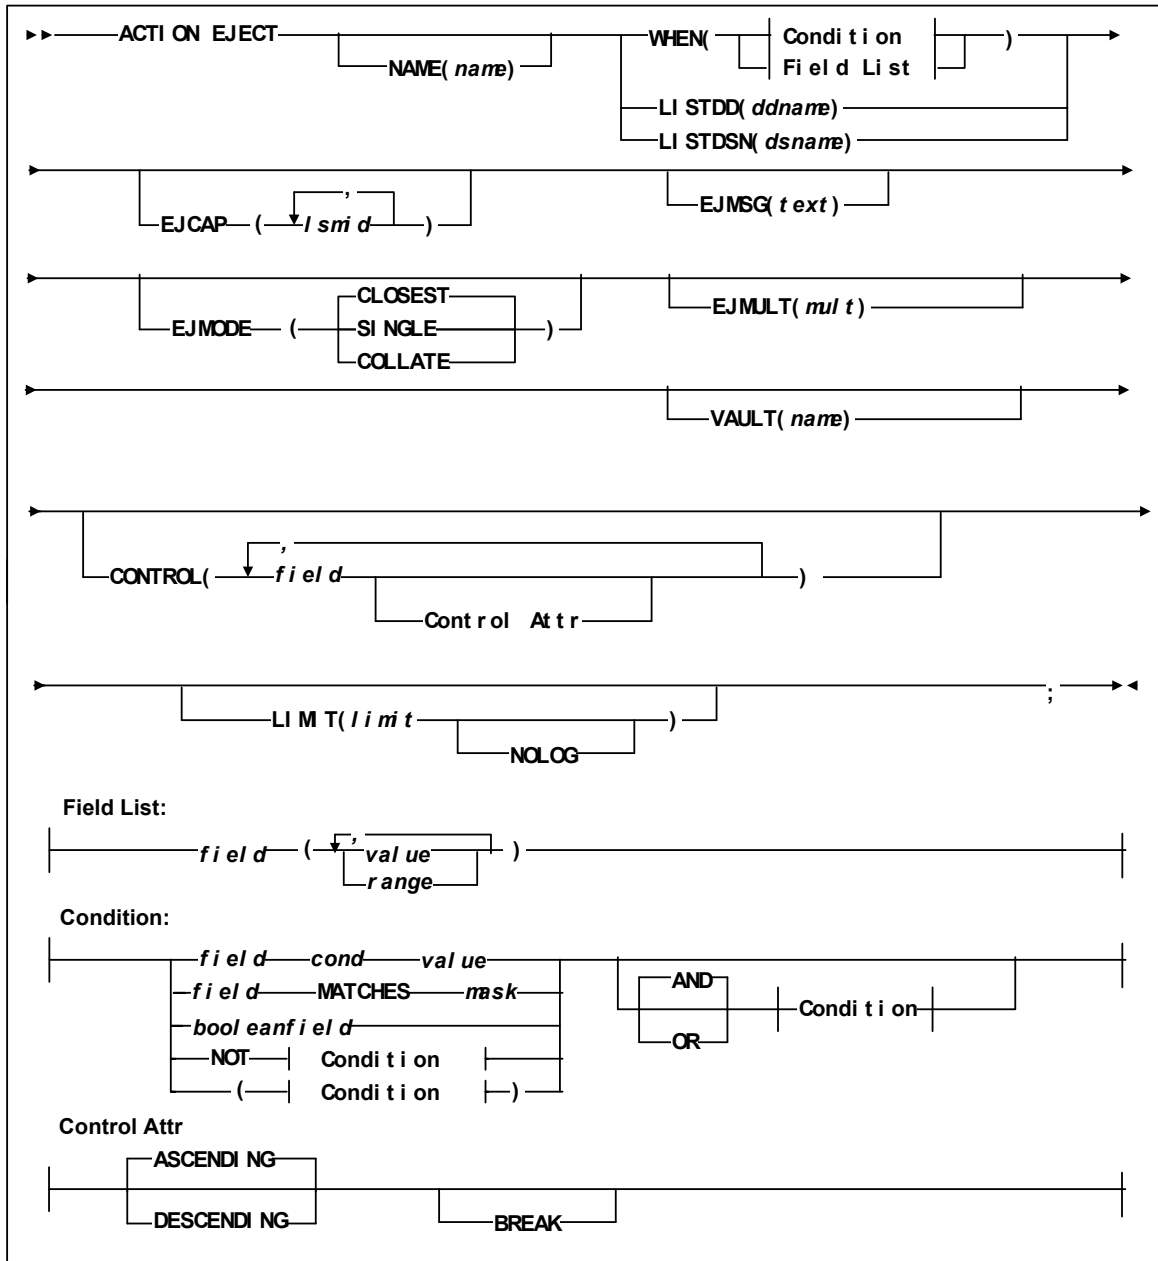 ACTION EJECT
NAME(name)
WHEN(
Condition
Field List
)
LISTDD(ddname)
LISTDSN(dsname)
EJCAP ( lsmid , )
EJMSG(text)
EJMODE (
CLOSEST
SINGLE
COLLATE
)
EJMULT(mult)
VAULT(name)
,
CONTROL( field )
Control Attr
LIMIT(limit )
NOLOG
;
Field List:
,
field ( value )
range
Condition:
field cond value
field MATCHES mask
booleanfield
NOT Condition
( Condition )
AND
OR
Condition
Control Attr
ASCENDING
DESCENDING
BREAK